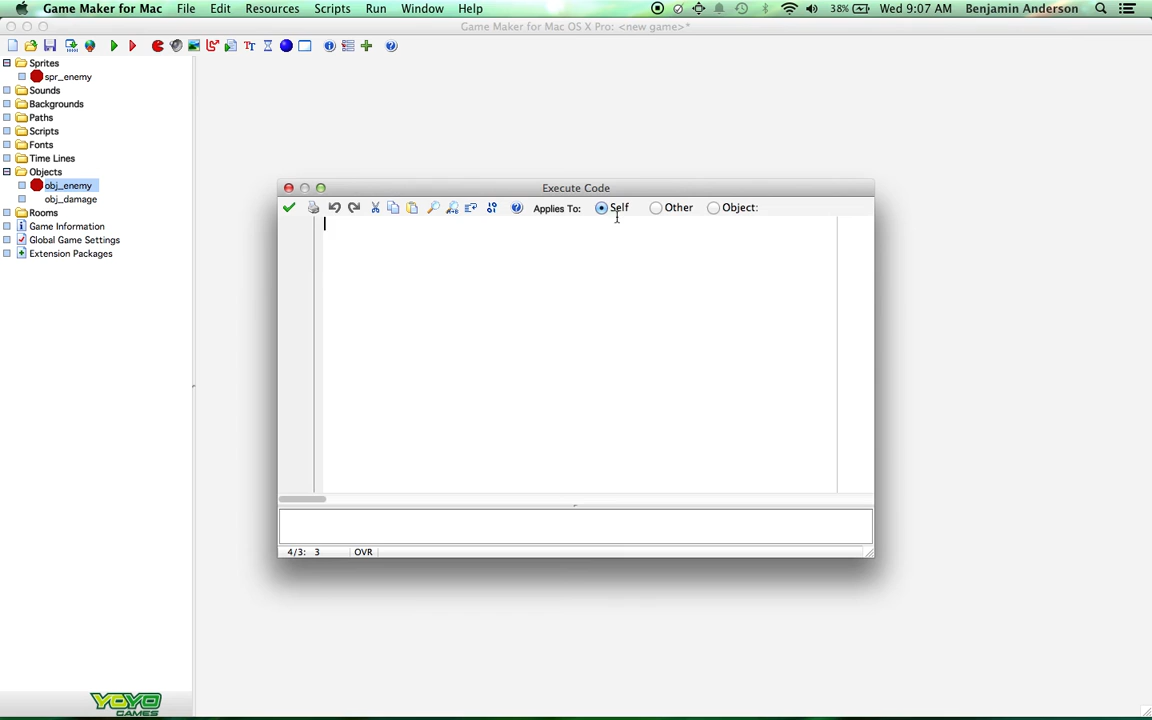 Game Maker for Mac File Edit Resources Scripts Run Window Help 38% Wed 9:07 AM Benjamin Anderson
Game Maker for Mac OS X Pro: <new game>*
Sprites
spr_enemy
Sounds
Backgrounds
Paths
Scripts
Fonts
Time Lines
Objects
obj_enemy
obj_damage
Rooms
Game Information
Global Game Settings
Extension Packages
Execute Code
Applies To: Self Other Object:
4/3: 3 OVR
YOYO
GAMES